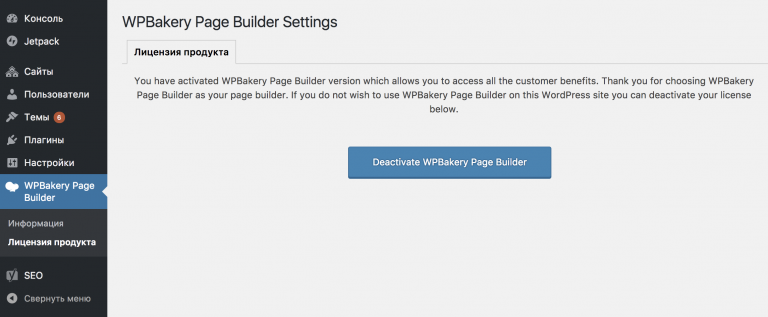 Консоль
Jetpack
Сайты
Пользователи
Темы 6
Плагины
Настройки
WPBakery Page
Builder
Информация
Лицензия продукта
SEO
Свернуть меню
WPBakery Page Builder Settings
Лицензия продукта
You have activated WPBakery Page Builder version which allows you to access all the customer benefits. Thank you for choosing WPBakery
Page Builder as your page builder. If you do not wish to use WPBakery Page Builder on this WordPress site you can deactivate your license
below.
Deactivate WPBakery Page Builder